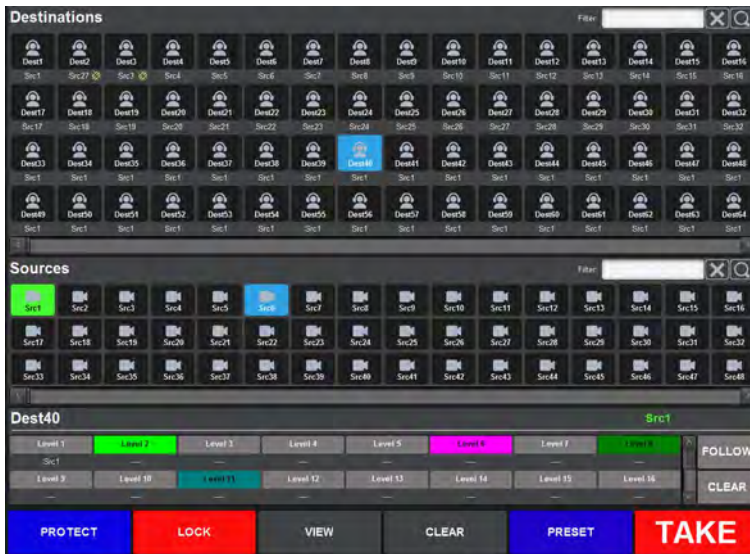 Destinations Filter:
Dest1 Dest2 Dest3 Dest4 Dest5 Dest6 Dest7 Dest8 Dest9 Dest10 Dest11 Dest12 Dest13 Dest14 Dest15 Dest16
Src1 Src27 Src3 Src4 Src5 Src6 Src7 Src8 Src9 Src10 Src11 Src12 Src13 Src14 Src15 Src16
Dest17 Dest18 Dest19 Dest20 Dest21 Dest22 Dest23 Dest24 Dest25 Dest26 Dest27 Dest28 Dest29 Dest30 Dest31 Dest32
Src17 Src18 Src19 Src20 Src21 Src22 Src23 Src24 Src25 Src26 Src27 Src28 Src29 Src30 Src31 Src32
Dest33 Dest34 Dest35 Dest36 Dest37 Dest38 Dest39 Dest40 Dest41 Dest42 Dest43 Dest44 Dest45 Dest46 Dest47 Dest48
Src1 Src1 Src1 Src1 Src1 Src1 Src1 Src1 Src1 Src1 Src1 Src1 Src1 Src1 Src1 Src1
Dest49 Dest50 Dest51 Dest52 Dest53 Dest54 Dest55 Dest56 Dest57 Dest58 Dest59 Dest60 Dest61 Dest62 Dest63 Dest64
Src1 Src1 Src1 Src1 Src1 Src1 Src1 Src1 Src1 Src1 Src1 Src1 Src1 Src1 Src1 Src1
Sources Filter:
Src1 Src2 Src3 Src4 Src5 Src6 Src7 Src8 Src9 Src10 Src11 Src12 Src13 Src14 Src15 Src16
Src17 Src18 Src19 Src20 Src21 Src22 Src23 Src24 Src25 Src26 Src27 Src28 Src29 Src30 Src31 Src32
Src33 Src34 Src35 Src36 Src37 Src38 Src39 Src40 Src41 Src42 Src43 Src44 Src45 Src46 Src47 Src48
Dest40 Src1
Level 1 Level 2 Level 3 Level 4 Level 5 Level 6 Level 7 Level 8
Src1 — — — — — — —
FOLLOW
Level 9 Level 10 Level 11 Level 12 Level 13 Level 14 Level 15 Level 16
— — — — — — — —
CLEAR
PROTECT LOCK VIEW CLEAR PRESET TAKE